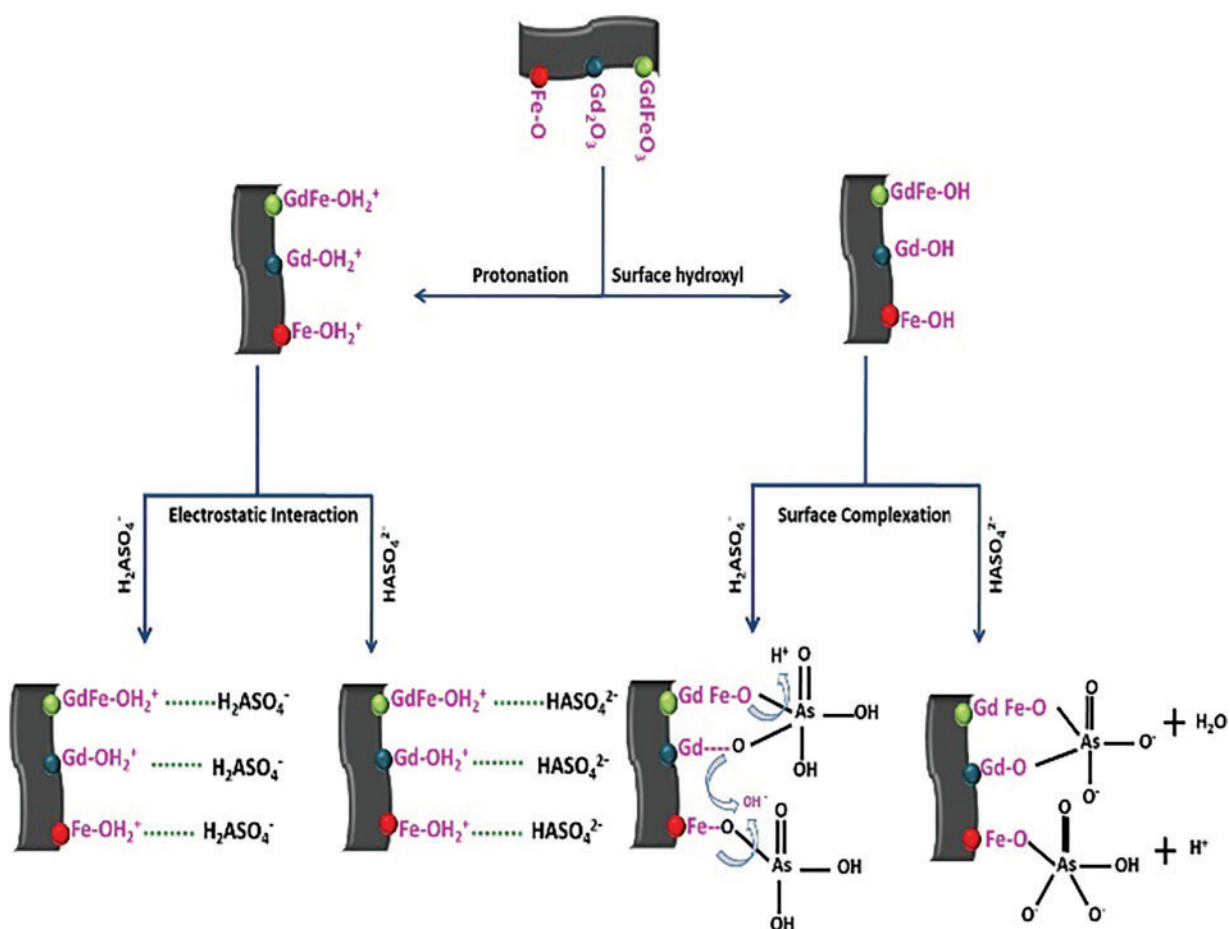 Fe-O
Gd₂O₃
GdFeO₃
GdFe-OH₂⁺
Gd-OH₂⁺
Fe-OH₂⁺
Protonation
Surface hydroxyl
GdFe-OH
Gd-OH
Fe-OH
H₂ASO₄⁻
Electrostatic Interaction
HASO₄²⁻
H₂ASO₄⁻
Surface Complexation
HASO₄²⁻
GdFe-OH₂⁺ ········ H₂ASO₄⁻
Gd-OH₂⁺ ········ H₂ASO₄⁻
Fe-OH₂⁺ ········ H₂ASO₄⁻
GdFe-OH₂⁺ ········ HASO₄²⁻
Gd-OH₂⁺ ········ HASO₄²⁻
Fe-OH₂⁺ ········ HASO₄²⁻
H⁺
O
Gd Fe-O
As
OH
Gd----O
OH
OH⁻
Fe--O
O
As
OH
OH
O
Gd Fe-O
As
O⁻
+ H₂O
Gd-O
O⁻
O
Fe-O
As
OH
+ H⁺
O⁻
O⁻